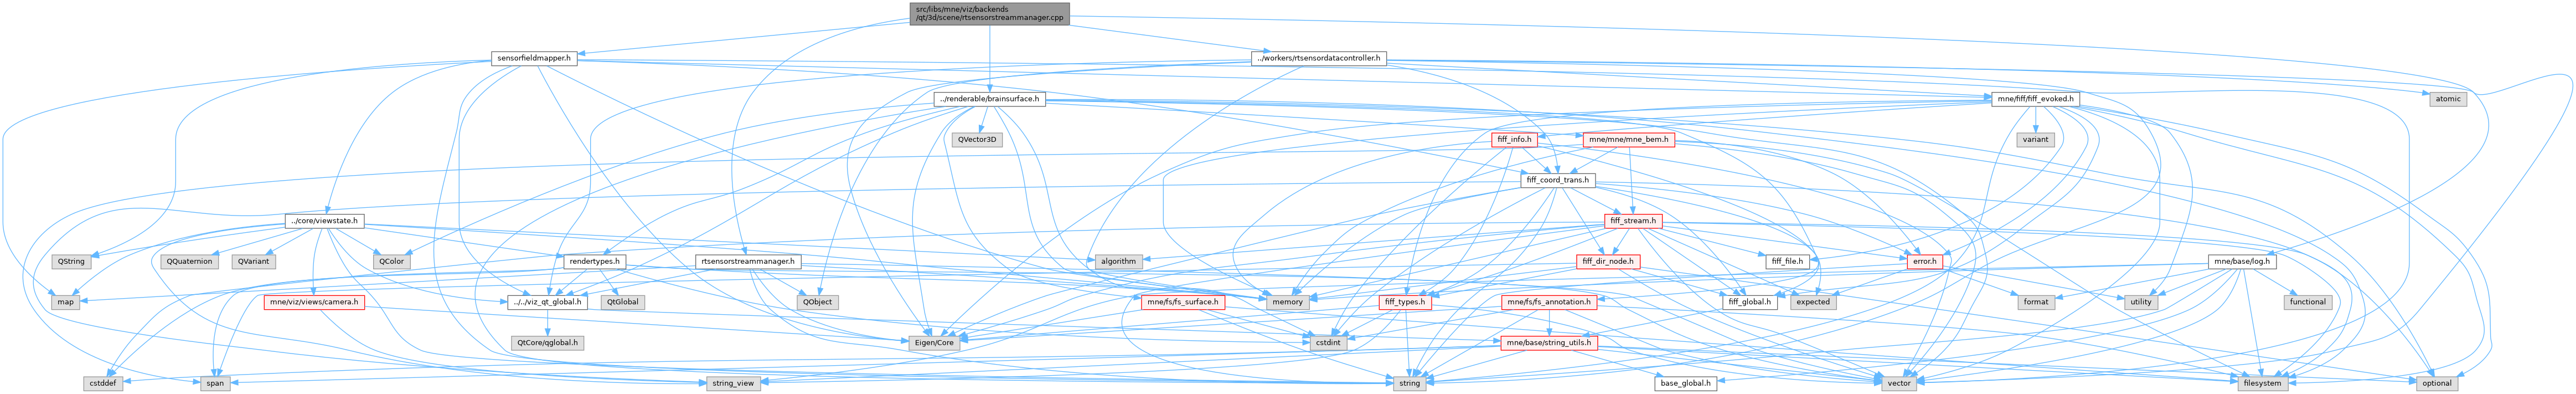 src/libs/mne/viz/backends
/qt/3d/scene/rtsensorstreammanager.cpp
sensorfieldmapper.h
../workers/rtsensordatacontroller.h
../renderable/brainsurface.h
mne/fiff/fiff_evoked.h
atomic
QVector3D
fiff_info.h
mne/mne/mne_bem.h
variant
fiff_coord_trans.h
../core/viewstate.h
fiff_stream.h
QString
QQuaternion
QVariant
QColor
rendertypes.h
rtsensorstreammanager.h
algorithm
fiff_dir_node.h
fiff_file.h
error.h
mne/base/log.h
map
mne/viz/views/camera.h
../../viz_qt_global.h
QtGlobal
QObject
mne/fs/fs_surface.h
memory
fiff_types.h
mne/fs/fs_annotation.h
fiff_global.h
expected
format
utility
functional
QtCore/qglobal.h
Eigen/Core
cstdint
mne/base/string_utils.h
cstddef
span
string_view
string
base_global.h
vector
filesystem
optional